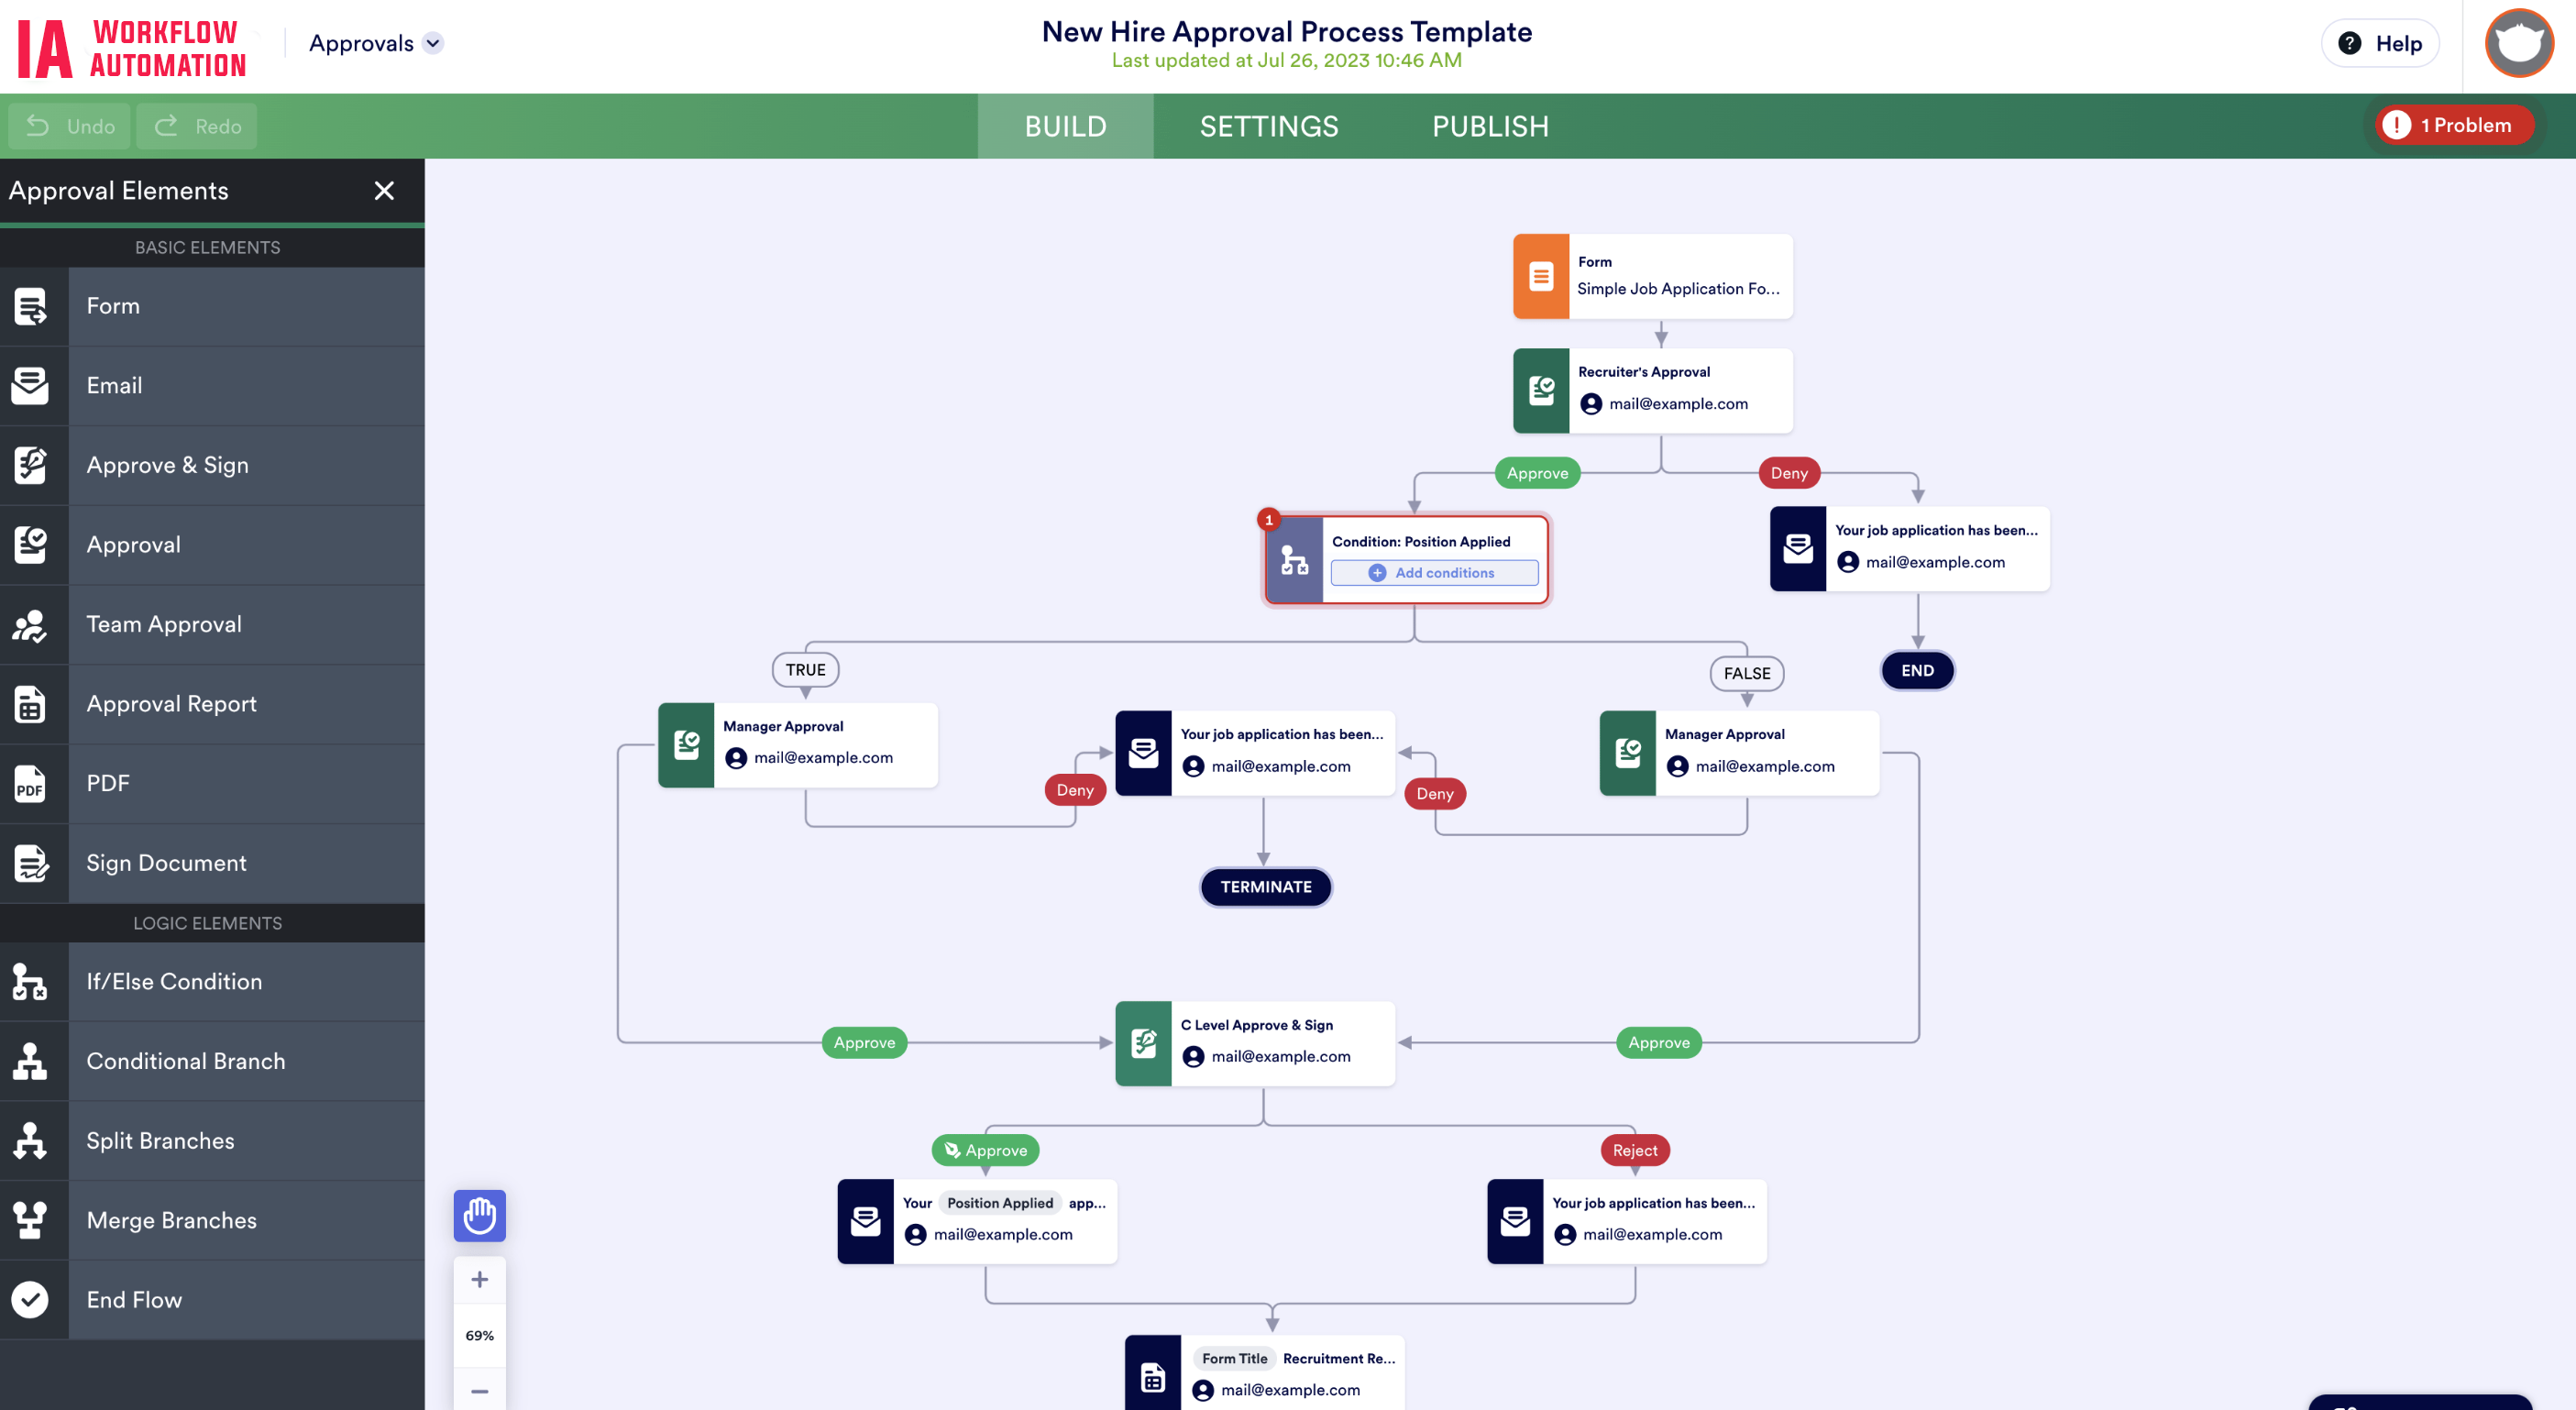 IA WORKFLOW
AUTOMATION
Approvals
New Hire Approval Process Template
Last updated at Jul 26, 2023 10:46 AM
? Help
Undo
Redo
BUILD
SETTINGS
PUBLISH
! 1 Problem
Approval Elements
BASIC ELEMENTS
Form
Email
Approve & Sign
Approval
Team Approval
Approval Report
PDF
PDF
Sign Document
LOGIC ELEMENTS
If/Else Condition
Conditional Branch
Split Branches
Merge Branches
End Flow
+
69%
−
Form
Simple Job Application Fo...
Recruiter's Approval
mail@example.com
Approve
Deny
1
Condition: Position Applied
+ Add conditions
Your job application has been...
mail@example.com
END
TRUE
FALSE
Manager Approval
mail@example.com
Deny
Your job application has been...
mail@example.com
Deny
Manager Approval
mail@example.com
TERMINATE
Approve
C Level Approve & Sign
mail@example.com
Approve
Approve
Reject
Your Position Applied app...
mail@example.com
Your job application has been...
mail@example.com
Form Title Recruitment Re...
mail@example.com